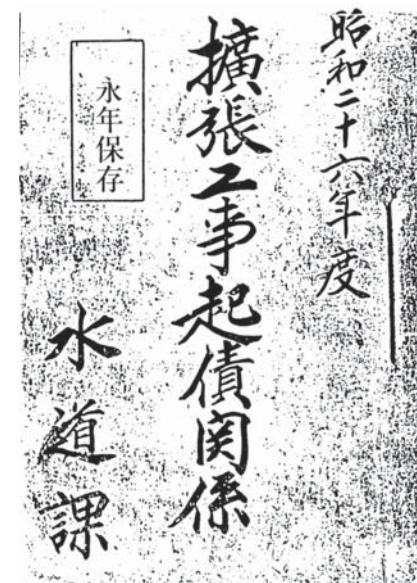 昭和二十六年度
擴張工事起債関係
永年保存
水道課